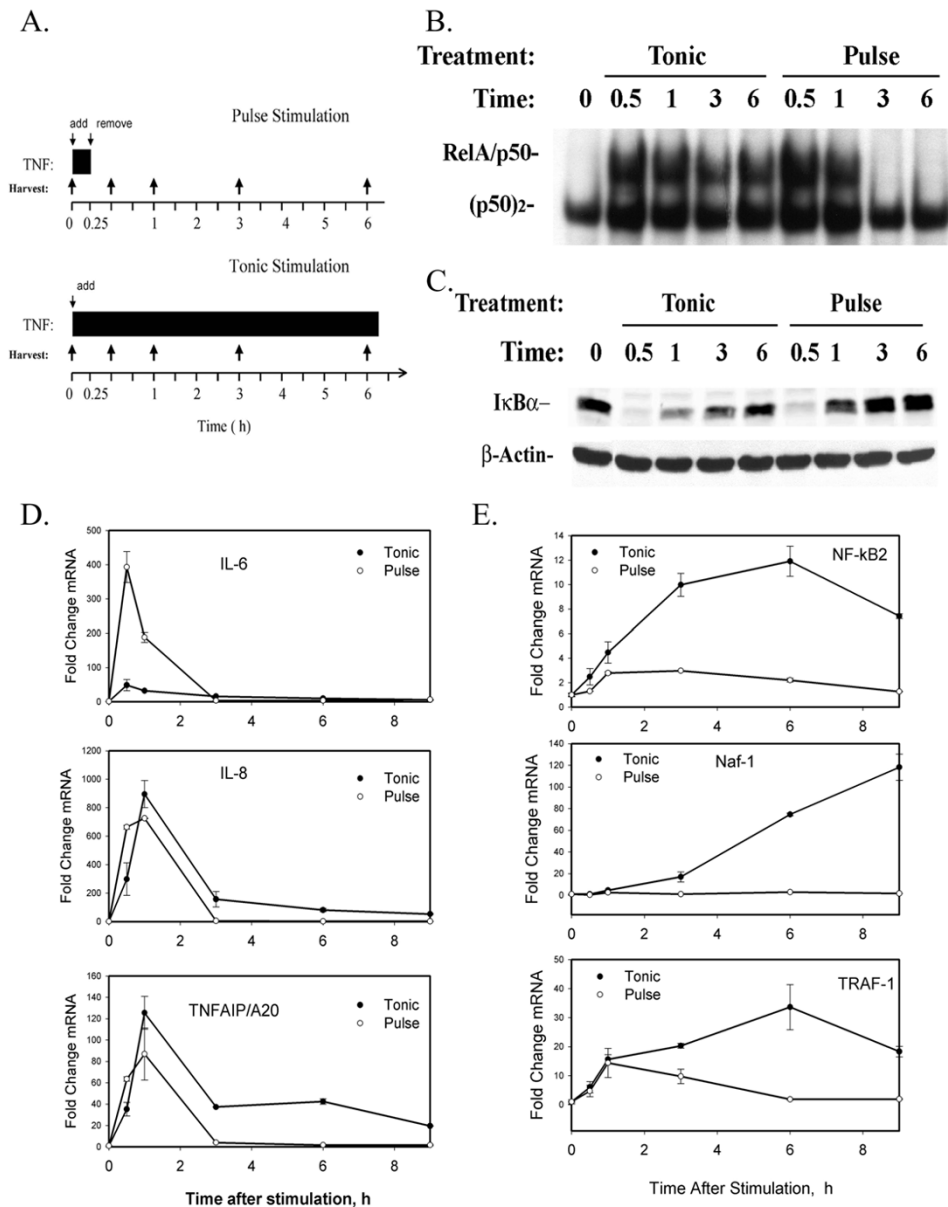 A.
Pulse Stimulation
add remove
TNF:
Harvest:
0 0.25 1 2 3 4 5 6
Tonic Stimulation
add
TNF:
Harvest:
0 0.25 1 2 3 4 5 6
Time ( h)
B.
Treatment: Tonic Pulse
Time: 0 0.5 1 3 6 0.5 1 3 6
RelA/p50-
(p50)2-
C.
Treatment: Tonic Pulse
Time: 0 0.5 1 3 6 0.5 1 3 6
IκBα–
β-Actin-
D.
Fold Change mRNA
500
400
300
200
100
0
IL-6
Tonic
Pulse
0 2 4 6 8
Fold Change mRNA
1200
1000
800
600
400
200
0
IL-8
Tonic
Pulse
0 2 4 6 8
Fold Change mRNA
160
140
120
100
80
60
40
20
0
TNFAIP/A20
Tonic
Pulse
0 2 4 6 8
Time after stimulation, h
E.
Fold Change mRNA
14
12
10
8
6
4
2
0
Tonic
Pulse
NF-kB2
0 2 4 6 8
Fold Change mRNA
140
120
100
80
60
40
20
0
Tonic
Pulse
Naf-1
0 2 4 6 8
Fold Change mRNA
50
40
30
20
10
0
Tonic
Pulse
TRAF-1
0 2 4 6 8
Time After Stimulation, h